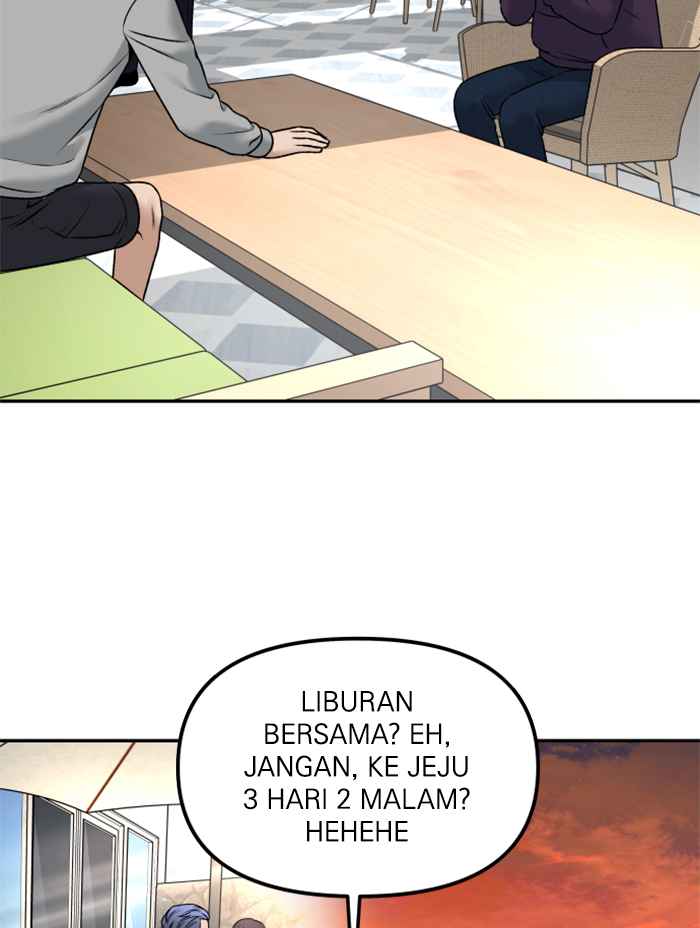 LIBURAN
BERSAMA? EH,
JANGAN, KE JEJU
3 HARI 2 MALAM?
HEHEHE